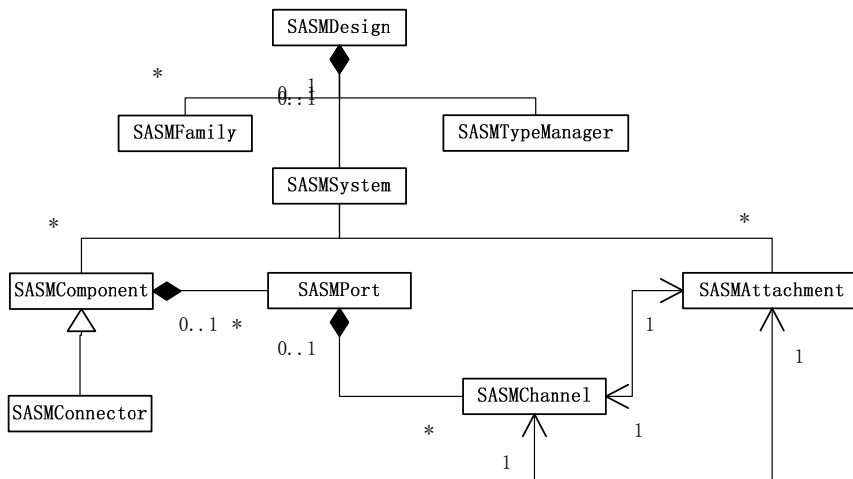 SASMDesign
*
1
0..1
SASMFamily
SASMTypeManager
SASMSystem
*
*
SASMComponent
SASMPort
SASMAttachment
0..1 *
0..1
1
1
SASMChannel
SASMConnector
*
1
1